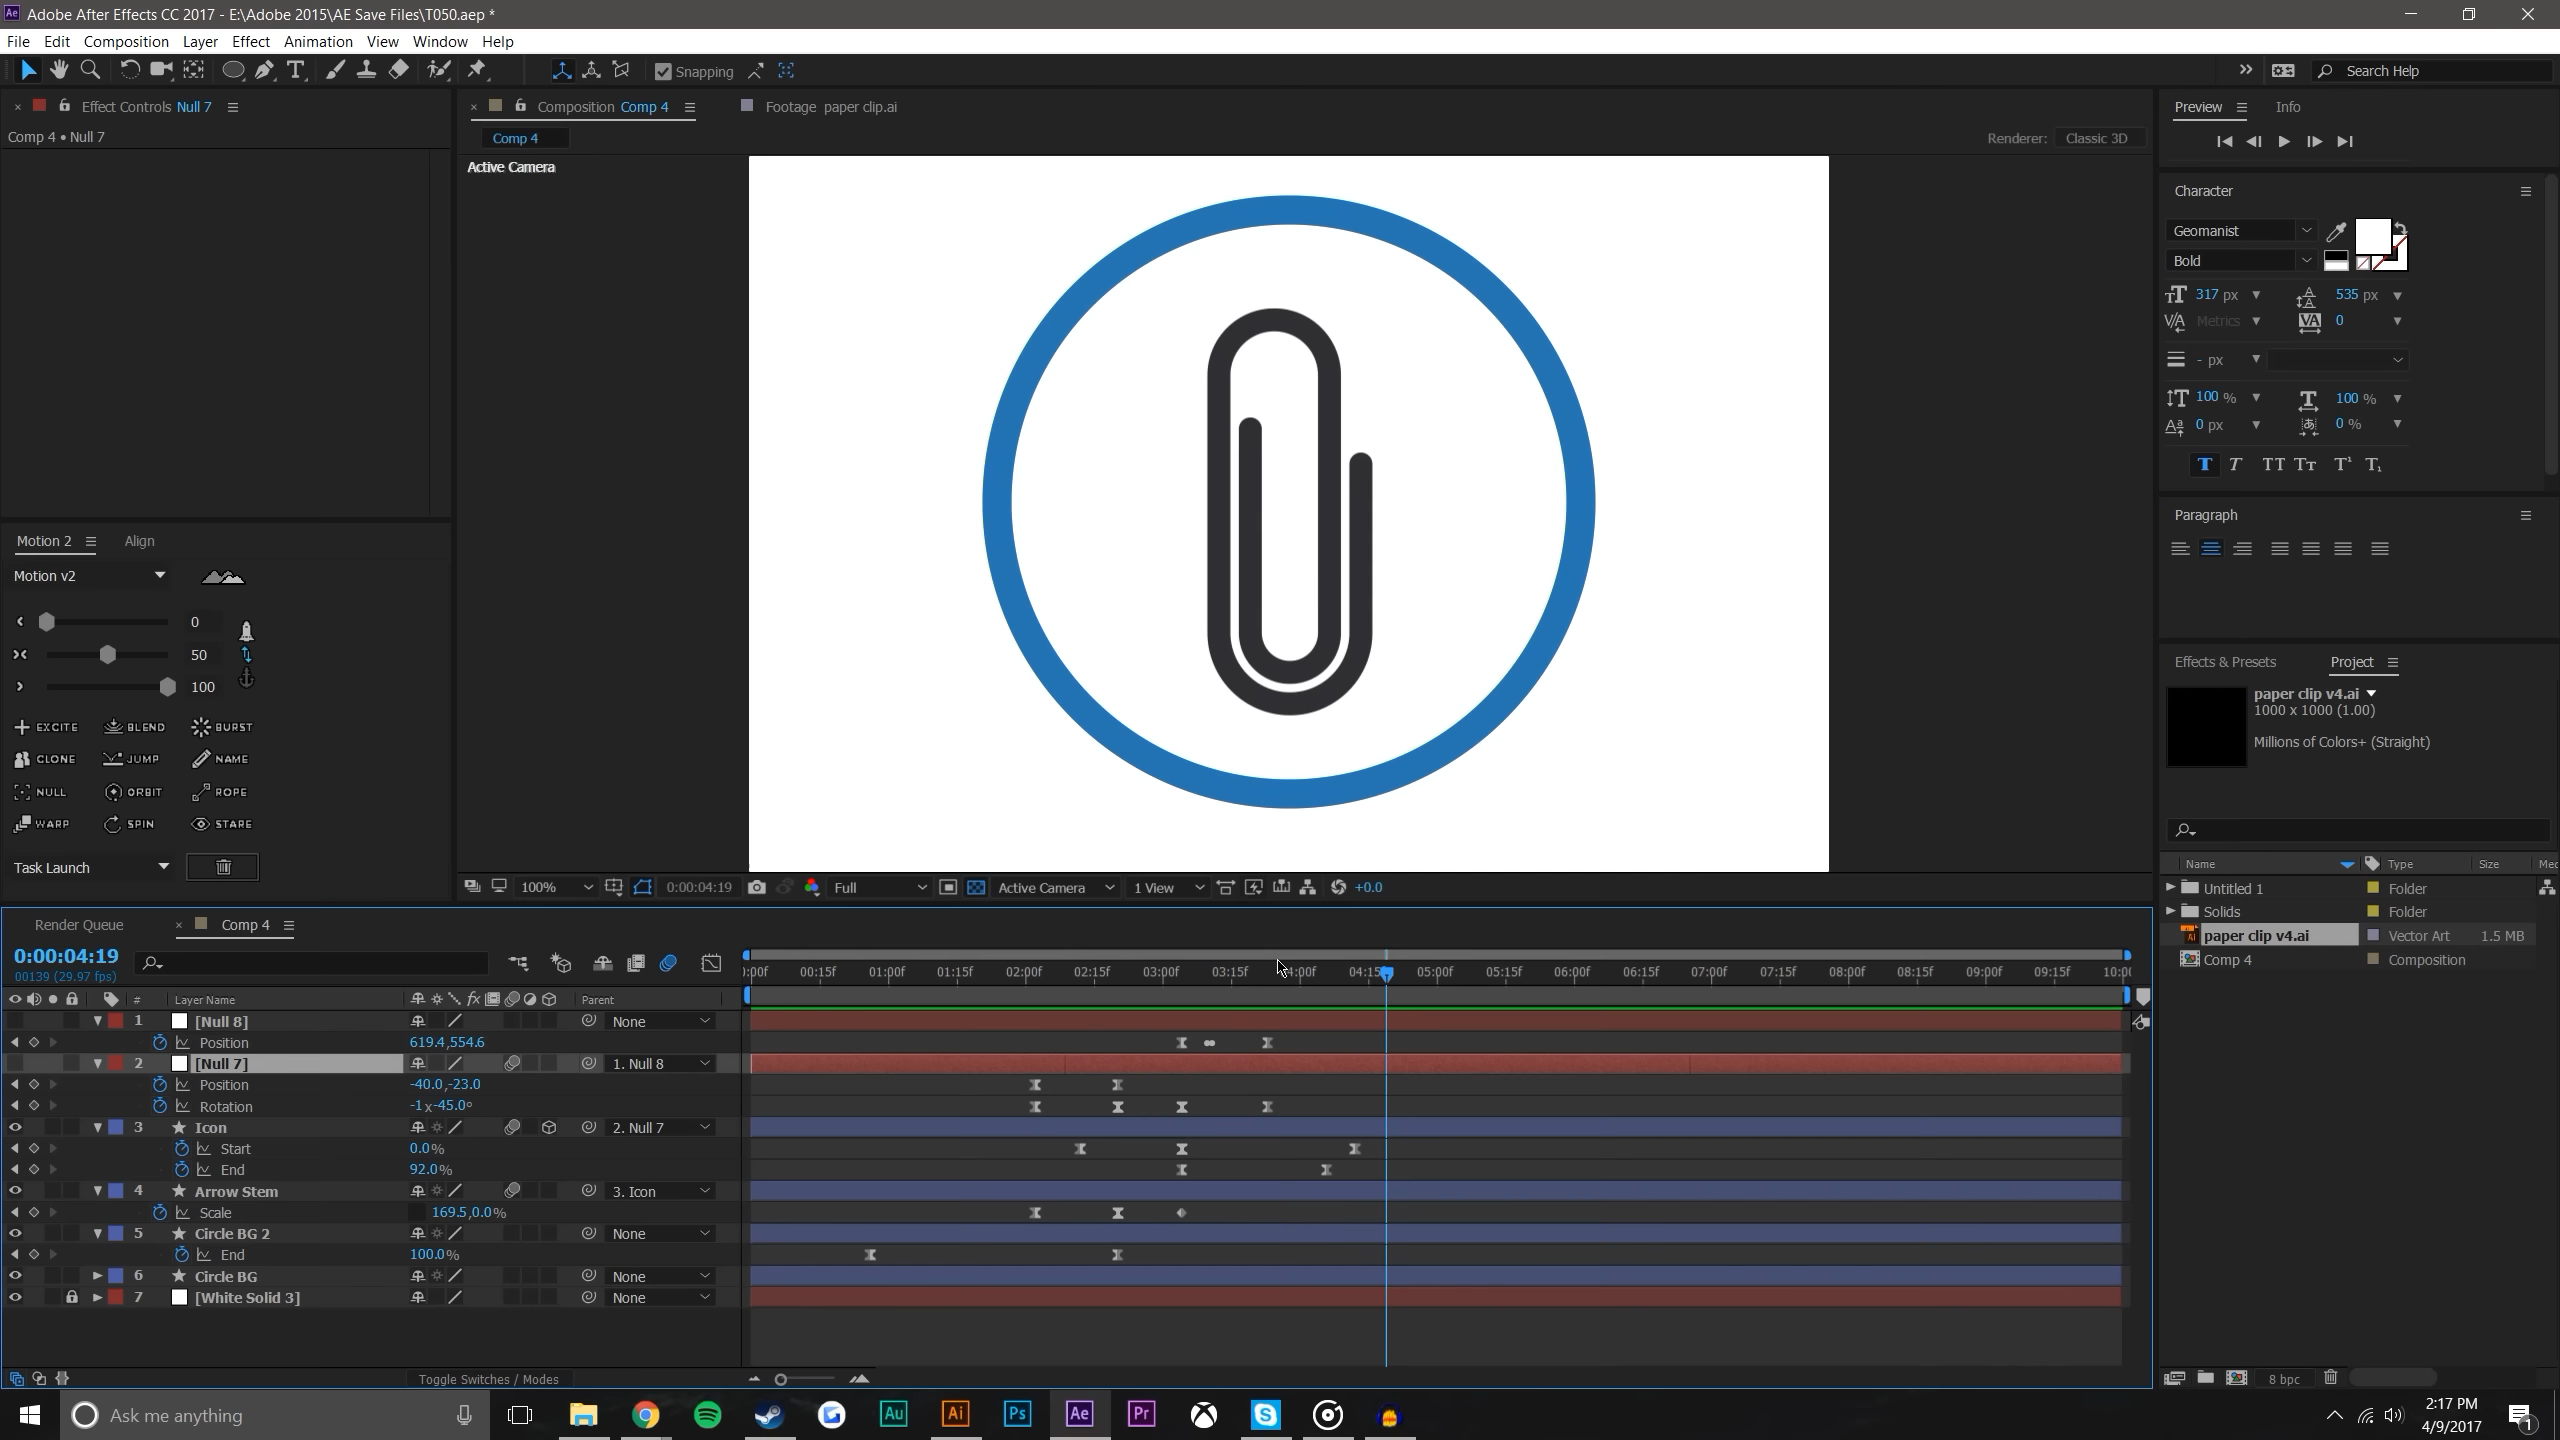 Adobe After Effects CC 2017 - E:\Adobe 2015\AE Save Files\T050.aep *
File Edit Composition Layer Effect Animation View Window Help
Snapping
Search Help
Effect Controls Null 7
Composition Comp 4
Footage paper clip.ai
Preview
Info
Comp 4 • Null 7
Comp 4
Renderer: Classic 3D
Active Camera
Character
Geomanist
Bold
317 px
535 px
Metrics
0
- px
100 %
100 %
0 px
0 %
Paragraph
Motion 2
Align
Motion v2
0
50
100
EXCITE BLEND BURST
CLONE JUMP NAME
NULL ORBIT ROPE
WARP SPIN STARE
Task Launch
Effects & Presets
Project
paper clip v4.ai
1000 x 1000 (1.00)
Millions of Colors+ (Straight)
Name Type Size
Untitled 1 Folder
Solids Folder
paper clip v4.ai Vector Art 1.5 MB
Comp 4 Composition
8 bpc
100% 0:00:04:19 Full Active Camera 1 View +0.0
Render Queue
Comp 4
0:00:04:19
00139 (29.97 fps)
:00f 00:15f 01:00f 01:15f 02:00f 02:15f 03:00f 03:15f 4:00f 04:15 05:00f 05:15f 06:00f 06:15f 07:00f 07:15f 08:00f 08:15f 09:00f 09:15f 10:0
# Layer Name Parent
1 [Null 8] None
Position 619.4,554.6
2 [Null 7] 1. Null 8
Position -40.0,-23.0
Rotation -1x-45.0°
3 Icon 2. Null 7
Start 0.0%
End 92.0%
4 Arrow Stem 3. Icon
Scale 169.5,0.0%
5 Circle BG 2 None
End 100.0%
6 Circle BG None
7 [White Solid 3] None
Toggle Switches / Modes
Ask me anything
Au
Ai
Ps
Ae
Pr
2:17 PM
4/9/2017
1